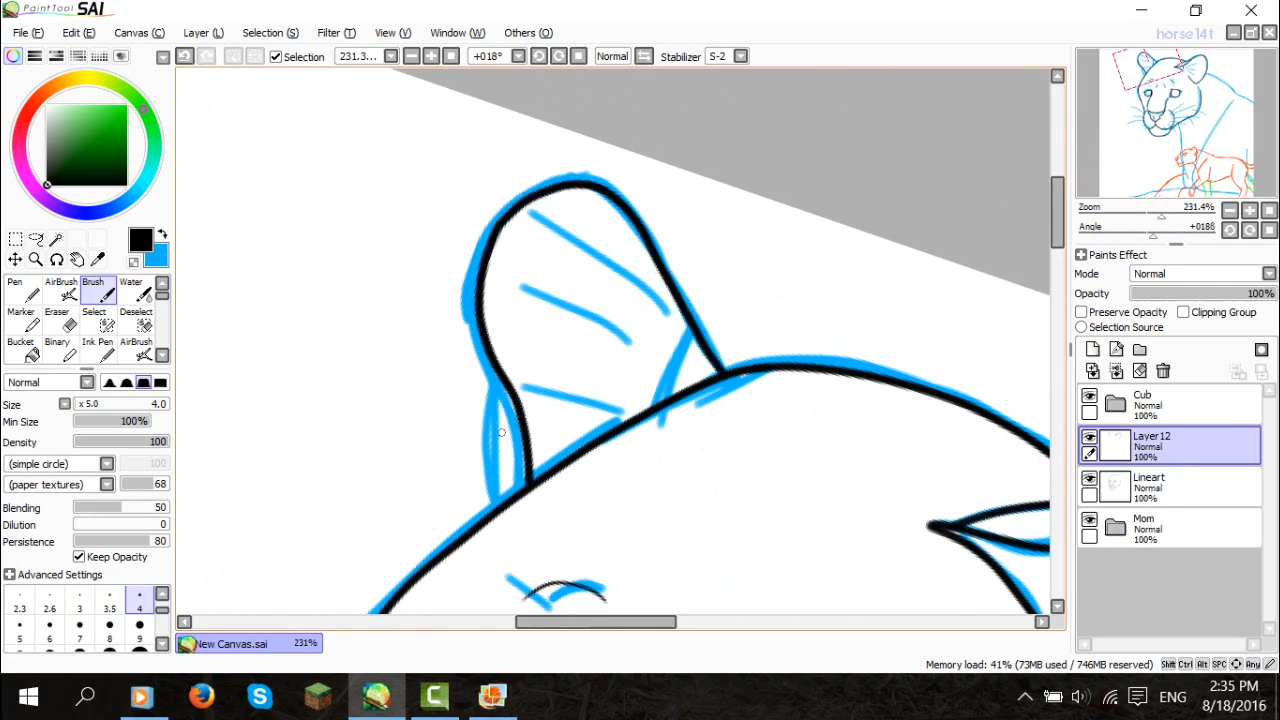 PaintTool SAI
File (F) Edit (E) Canvas (C) Layer (L) Selection (S) Filter (T) View (V) Window (W) Others (O)
horse14t
Selection 231.3... +018° Normal Stabilizer S-2
Zoom 231.4%
Angle +018ß
Paints Effect
Mode Normal
Opacity 100%
Preserve Opacity Clipping Group
Selection Source
Pen AirBrush Brush Water
Marker Eraser Select Deselect
Bucket Binary Ink Pen AirBrush
Normal
Size x 5.0 4.0
Min Size 100%
Density 100
(simple circle) 100
(paper textures) 68
Blending 50
Dilution 0
Persistence 80
Keep Opacity
Advanced Settings
2.3 2.6 3 3.5 4
5 6 7 8 9
Cub
Normal
100%
Layer12
Normal
100%
Lineart
Normal
100%
Mom
Normal
100%
New Canvas.sai 231%
Memory load: 41% (73MB used / 746MB reserved) Shift Ctrl Alt SPC Any
ENG
2:35 PM
8/18/2016